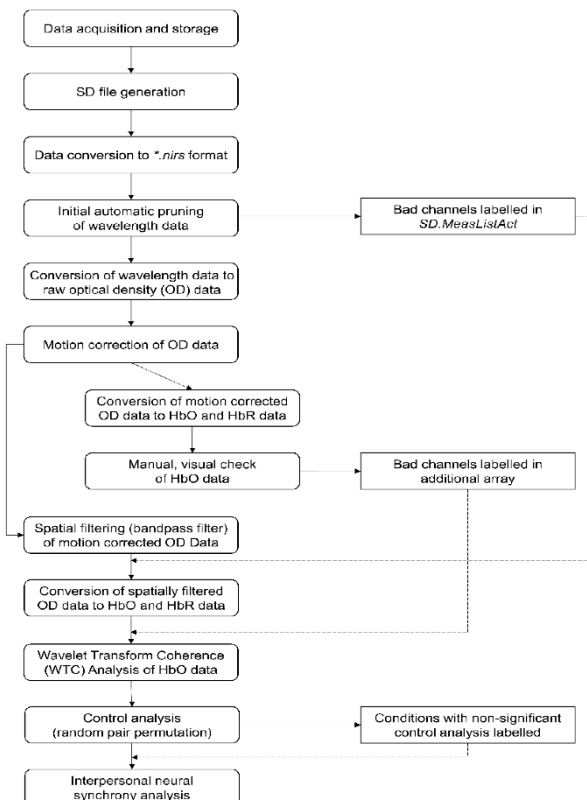 Data acquisition and storage
SD file generation
Data conversion to *.nirs format
Initial automatic pruning
of wavelength data
Bad channels labelled in
SD.MeasListAct
Conversion of wavelength data to
raw optical density (OD) data
Motion correction of OD data
Conversion of motion corrected
OD data to HbO and HbR data
Manual, visual check
of HbO data
Bad channels labelled in
additional array
Spatial filtering (bandpass filter)
of motion corrected OD Data
Conversion of spatially filtered
OD data to HbO and HbR data
Wavelet Transform Coherence
(WTC) Analysis of HbO data
Control analysis
(random pair permutation)
Conditions with non-significant
control analysis labelled
Interpersonal neural
synchrony analysis